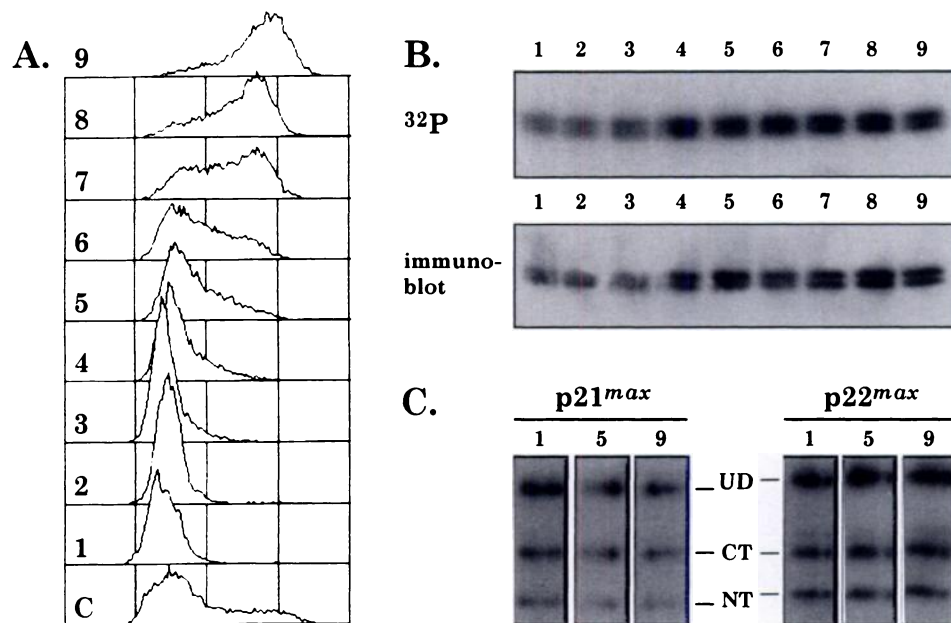 A.
9
8
7
6
5
4
3
2
1
C
B.
1 2 3 4 5 6 7 8 9
32P
1 2 3 4 5 6 7 8 9
immuno-
blot
C.
p21max p22max
1 5 9 1 5 9
UD
CT
NT